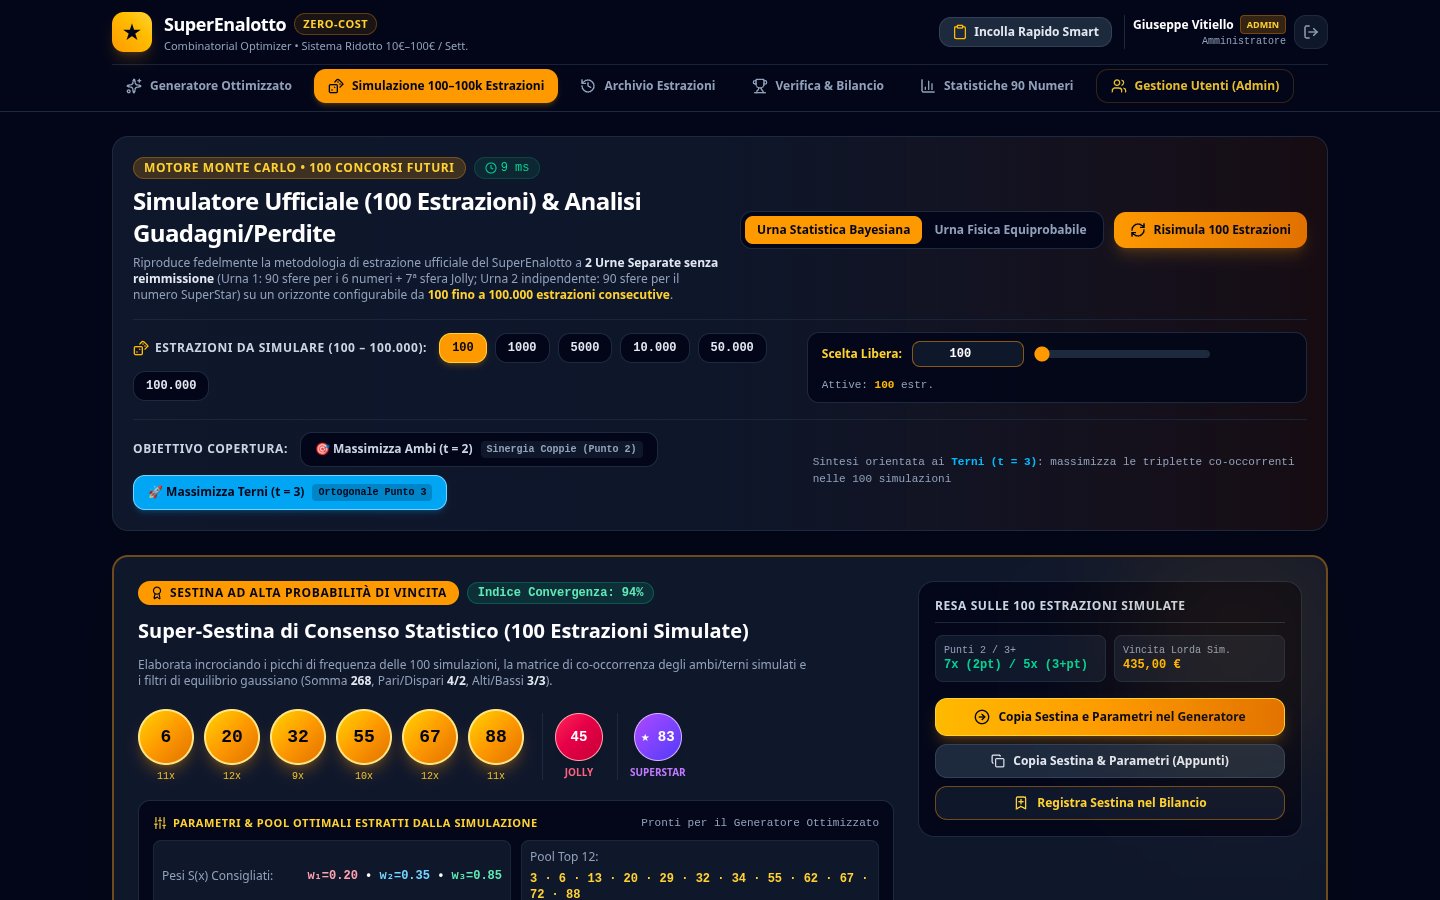 SuperEnalotto ZERO-COST
Combinatorial Optimizer • Sistema Ridotto 10€–100€ / Sett.
Incolla Rapido Smart
Giuseppe Vitiello ADMIN
Amministratore
Generatore Ottimizzato
Simulazione 100–100k Estrazioni
Archivio Estrazioni
Verifica & Bilancio
Statistiche 90 Numeri
Gestione Utenti (Admin)
MOTORE MONTE CARLO • 100 CONCORSI FUTURI
9 ms
Simulatore Ufficiale (100 Estrazioni) & Analisi
Guadagni/Perdite
Riproduce fedelmente la metodologia di estrazione ufficiale del SuperEnalotto a 2 Urne Separate senza
reimmissione (Urna 1: 90 sfere per i 6 numeri + 7ª sfera Jolly; Urna 2 indipendente: 90 sfere per il
numero SuperStar) su un orizzonte configurabile da 100 fino a 100.000 estrazioni consecutive.
Urna Statistica Bayesiana
Urna Fisica Equiprobabile
Risimula 100 Estrazioni
ESTRAZIONI DA SIMULARE (100 – 100.000):
100
1000
5000
10.000
50.000
100.000
Scelta Libera:
100
Attive: 100 estr.
OBIETTIVO COPERTURA:
🎯 Massimizza Ambi (t = 2) Sinergia Coppie (Punto 2)
🚀 Massimizza Terni (t = 3) Ortogonale Punto 3
Sintesi orientata ai Terni (t = 3): massimizza le triplette co-occorrenti
nelle 100 simulazioni
SESTINA AD ALTA PROBABILITÀ DI VINCITA
Indice Convergenza: 94%
Super-Sestina di Consenso Statistico (100 Estrazioni Simulate)
Elaborata incrociando i picchi di frequenza delle 100 simulazioni, la matrice di co-occorrenza degli ambi/terni simulati e
i filtri di equilibrio gaussiano (Somma 268, Pari/Dispari 4/2, Alti/Bassi 3/3).
6 20 32 55 67 88 45 ★ 83
11x 12x 9x 10x 12x 11x JOLLY SUPERSTAR
RESA SULLE 100 ESTRAZIONI SIMULATE
Punti 2 / 3+
7x (2pt) / 5x (3+pt)
Vincita Lorda Sim.
435,00 €
Copia Sestina e Parametri nel Generatore
Copia Sestina & Parametri (Appunti)
Registra Sestina nel Bilancio
PARAMETRI & POOL OTTIMALI ESTRATTI DALLA SIMULAZIONE
Pronti per il Generatore Ottimizzato
Pesi S(x) Consigliati:
w₁=0.20 • w₂=0.35 • w₃=0.85
Pool Top 12:
3 · 6 · 13 · 20 · 29 · 32 · 34 · 55 · 62 · 67 ·
72 · 88